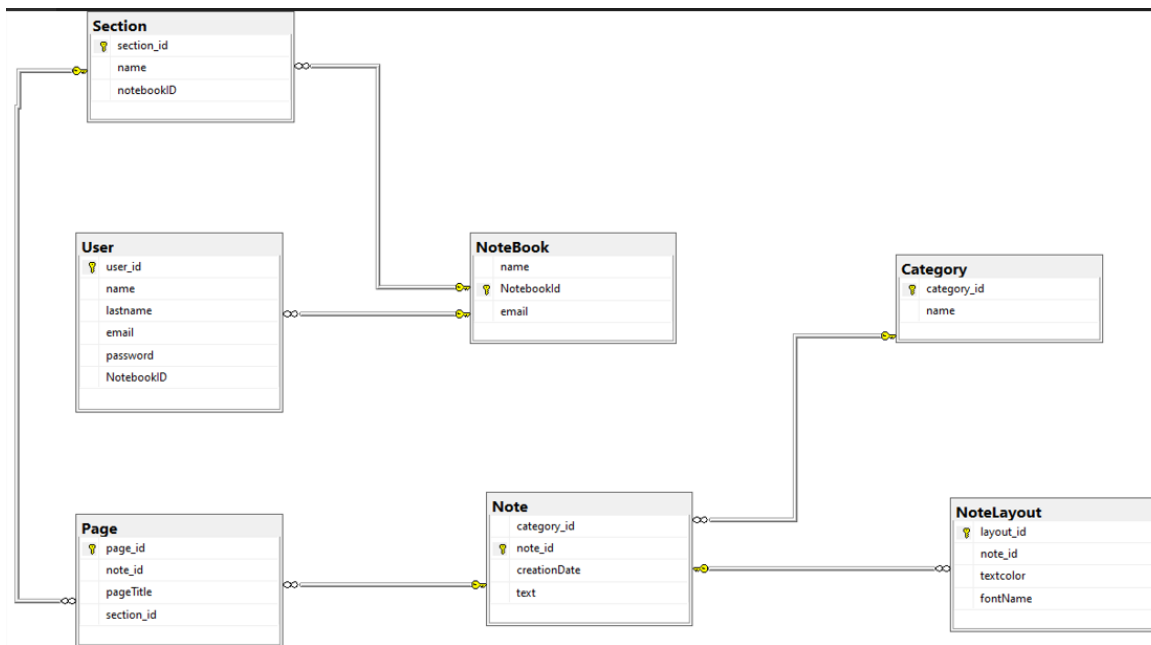 Section
section_id
name
notebookID
User
user_id
name
lastname
email
password
NotebookID
NoteBook
name
NotebookId
email
Category
category_id
name
Page
page_id
note_id
pageTitle
section_id
Note
category_id
note_id
creationDate
text
NoteLayout
layout_id
note_id
textcolor
fontName